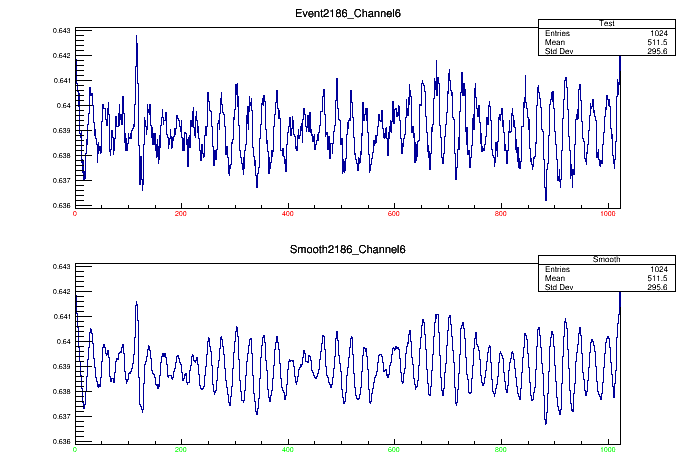 Event2186_Channel6
Test
Entries 1024
Mean 511.5
Std Dev 295.6
0.643
0.642
0.641
0.64
0.639
0.638
0.637
0.636
0 200 400 600 800 1000
Smooth2186_Channel6
Smooth
Entries 1024
Mean 511.5
Std Dev 295.6
0.643
0.642
0.641
0.64
0.639
0.638
0.637
0.636
0 200 400 600 800 1000